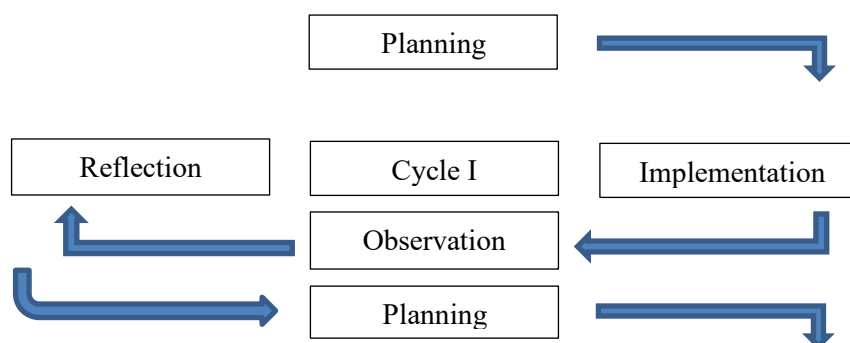 Planning
Reflection
Cycle I
Implementation
Observation
Planning